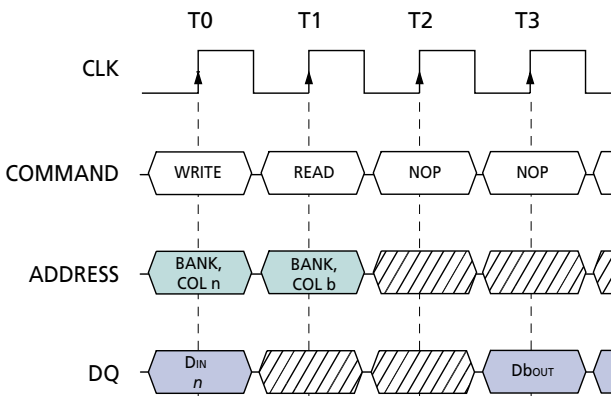 T0 T1 T2 T3
CLK
COMMAND WRITE READ NOP NOP
ADDRESS BANK, COL n BANK, COL b
DQ DIN n DbOUT